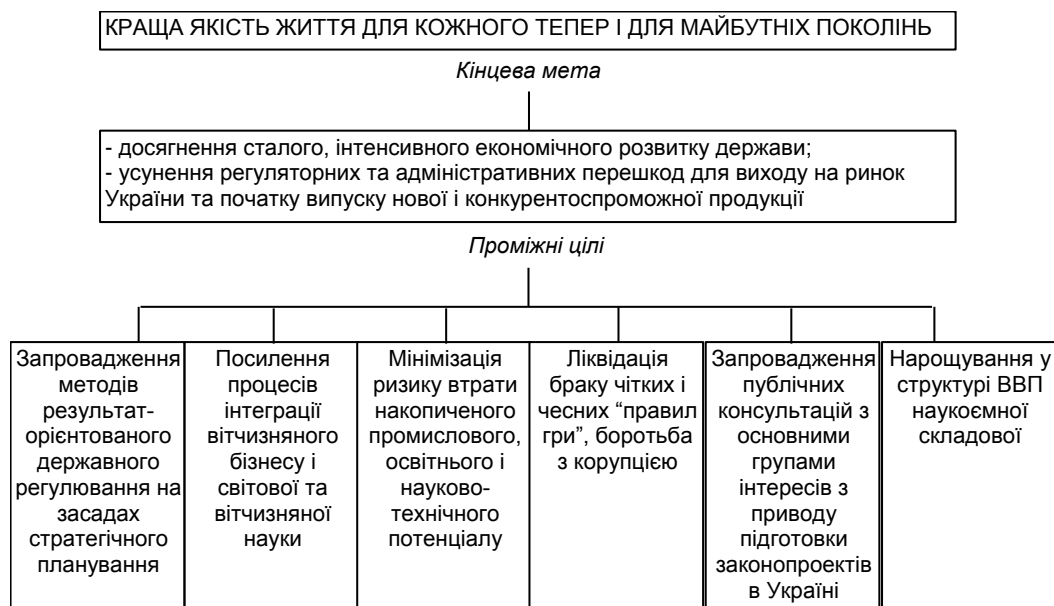 КРАЩА ЯКІСТЬ ЖИТТЯ ДЛЯ КОЖНОГО ТЕПЕР І ДЛЯ МАЙБУТНІХ ПОКОЛІНЬ
Кінцева мета
- досягнення сталого, інтенсивного економічного розвитку держави;
- усунення регуляторних та адміністративних перешкод для виходу на ринок
України та початку випуску нової і конкурентоспроможної продукції
Проміжні цілі
Запровадження
методів
результат-
орієнтованого
державного
регулювання на
засадах
стратегічного
планування
Посилення
процесів
інтеграції
вітчизняного
бізнесу і
світової та
вітчизняної
науки
Мінімізація
ризику втрати
накопиченого
промислового,
освітнього і
науково-
технічного
потенціалу
Ліквідація
браку чітких і
чесних “правил
гри”, боротьба
з корупцією
Запровадження
публічних
консультацій з
основними
групами
інтересів з
приводу
підготовки
законопроектів
в Україні
Нарощування у
структурі ВВП
наукоємної
складової